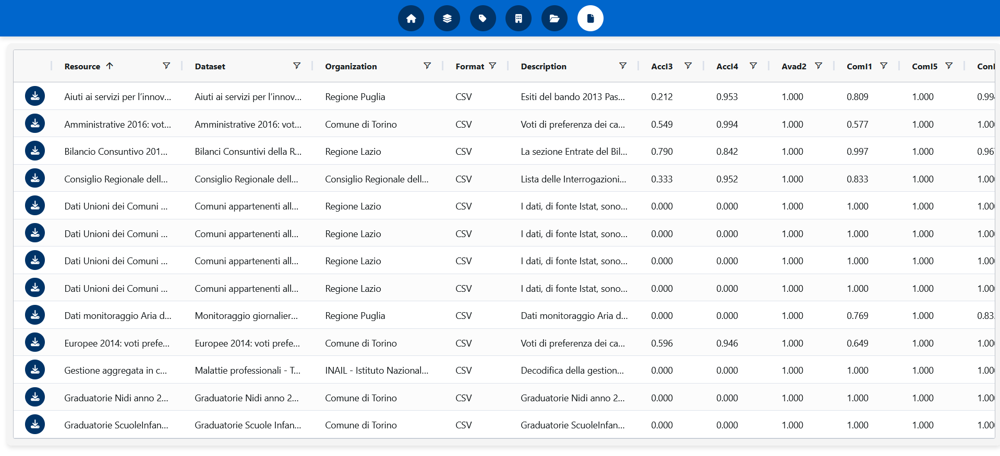 Resource Dataset Organization Format Description AccI3 AccI4 Avad2 ComI1 ComI5 Con
Aiuti ai servizi per l'innov... Aiuti ai servizi per l'innov... Regione Puglia CSV Esiti del bando 2013 Pas... 0.212 0.953 1.000 0.809 1.000 0.99
Amministrative 2016: vot... Amministrative 2016: vot... Comune di Torino CSV Voti di preferenza dei ca... 0.549 0.994 1.000 0.577 1.000 1.00
Bilancio Consuntivo 201... Bilanci Consuntivi della R... Regione Lazio CSV La sezione Entrate del Bil... 0.790 0.842 1.000 0.997 1.000 0.96
Consiglio Regionale dell... Consiglio Regionale dell... Consiglio Regionale dell... CSV Lista delle Interrogazioni... 0.333 0.952 1.000 0.833 1.000 1.00
Dati Unioni dei Comuni ... Comuni appartenenti all... Regione Lazio CSV I dati, di fonte Istat, sono... 0.000 0.000 1.000 1.000 1.000 1.00
Dati Unioni dei Comuni ... Comuni appartenenti all... Regione Lazio CSV I dati, di fonte Istat, sono... 0.000 0.000 1.000 1.000 1.000 1.00
Dati Unioni dei Comuni ... Comuni appartenenti all... Regione Lazio CSV I dati, di fonte Istat, sono... 0.000 0.000 1.000 1.000 1.000 1.00
Dati Unioni dei Comuni ... Comuni appartenenti all... Regione Lazio CSV I dati, di fonte Istat, sono... 0.000 0.000 1.000 1.000 1.000 1.00
Dati monitoraggio Aria d... Monitoraggio giornalier... Regione Puglia CSV Dati monitoraggio Aria d... 0.000 0.000 1.000 0.769 1.000 0.83
Europee 2014: voti prefe... Europee 2014: voti prefe... Comune di Torino CSV Voti di preferenza dei ca... 0.596 0.946 1.000 0.649 1.000 1.00
Gestione aggregata in c... Malattie professionali - T... INAIL - Istituto Nazional... CSV Decodifica della gestion... 0.000 0.000 1.000 1.000 1.000 1.00
Graduatorie Nidi anno 2... Graduatorie Nidi anno 2... Comune di Torino CSV Graduatorie Nidi anno 2... 0.000 0.000 1.000 1.000 1.000 1.00
Graduatorie ScuoleInfan... Graduatorie Scuole Infan... Comune di Torino CSV Graduatorie ScuoleInfan... 0.000 0.000 1.000 1.000 1.000 1.00